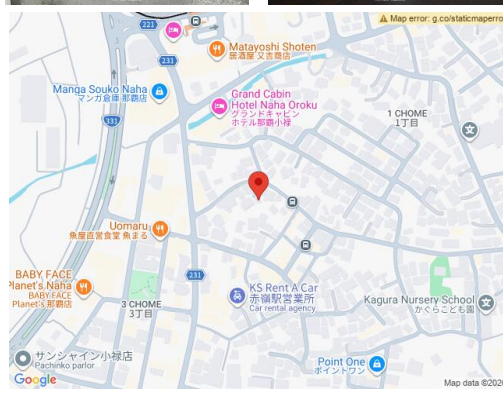 Map error: g.co/staticmaperro
221
Matayoshi Shoten
居酒屋 又吉商店
231
Manga Souko Naha
マンガ倉庫 那覇店
Grand Cabin
Hotel Naha Oroku
グランドキャビン
ホテル那覇小禄
331
1 CHOME
1丁目
Uomaru
魚屋直営食堂 魚まる
BABY FACE
Planet's Naha
BABY FACE
Planet's 那覇店
231
KS Rent A Car
赤嶺駅営業所
Car rental agency
3 CHOME
3丁目
Kagura Nursery School
かぐらこども園
サンシャイン小禄店
Pachinko parlor
Point One
ポイントワン
Google
Map data ©2026